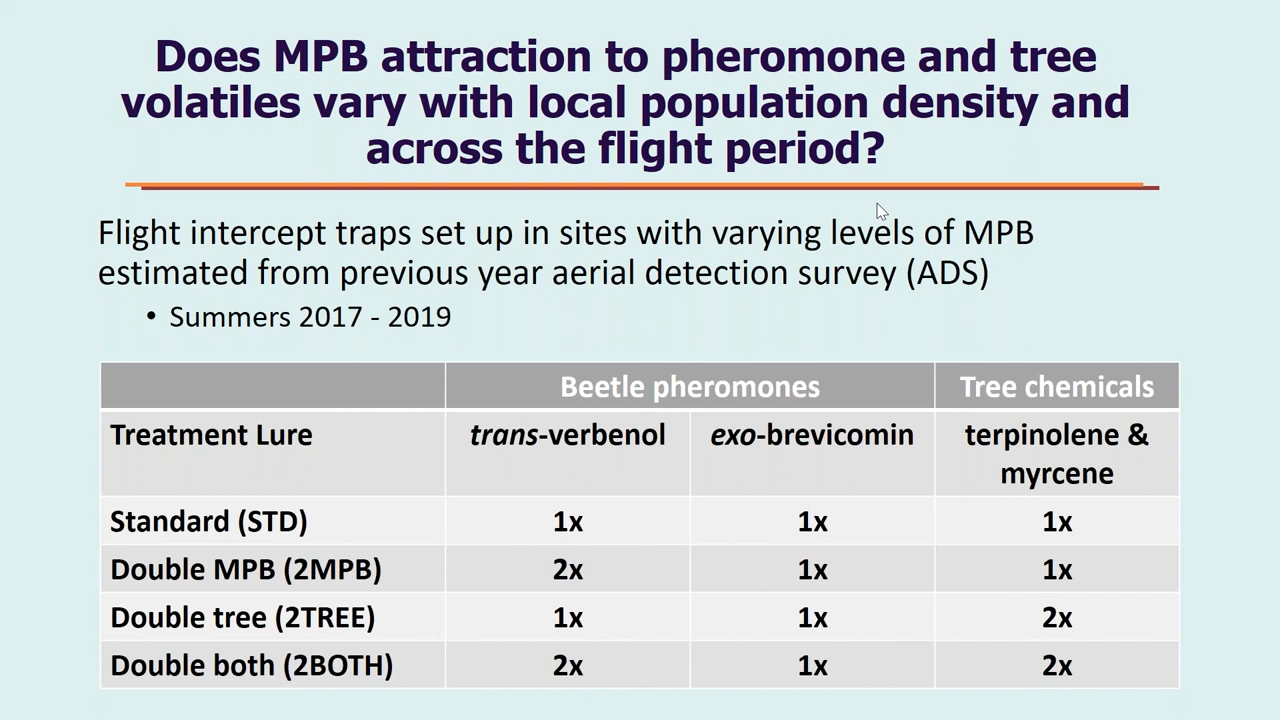 Does MPB attraction to pheromone and tree
volatiles vary with local population density and
across the flight period?
Flight intercept traps set up in sites with varying levels of MPB
estimated from previous year aerial detection survey (ADS)
• Summers 2017 - 2019
Beetle pheromones Tree chemicals
Treatment Lure trans-verbenol exo-brevicomin terpinolene &
myrcene
Standard (STD) 1x 1x 1x
Double MPB (2MPB) 2x 1x 1x
Double tree (2TREE) 1x 1x 2x
Double both (2BOTH) 2x 1x 2x